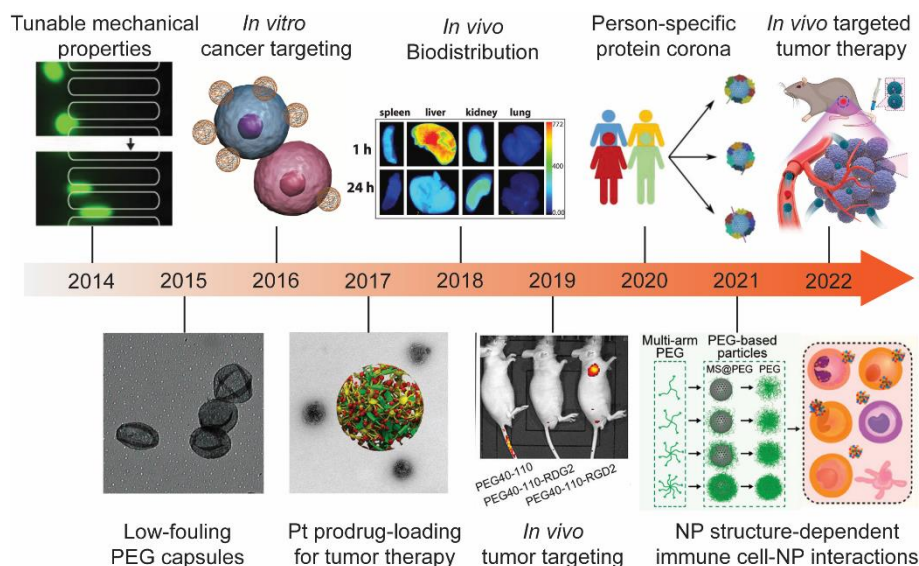 Tunable mechanical
properties
In vitro
cancer targeting
In vivo
Biodistribution
Person-specific
protein corona
In vivo targeted
tumor therapy
spleen liver kidney lung
1 h
24 h
772
400
0.00
2014 2015 2016 2017 2018 2019 2020 2021 2022
PEG40-110
PEG40-110-RDG2
PEG40-110-RGD2
Multi-arm
PEG
PEG-based
particles
MS@PEG PEG
Low-fouling
PEG capsules
Pt prodrug-loading
for tumor therapy
In vivo
tumor targeting
NP structure-dependent
immune cell-NP interactions